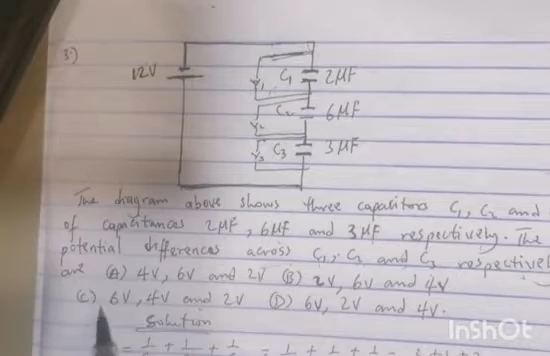 3.)
12V
V1
C1
2μF
C2
6μF
V2
V3
C3
3μF
The diagram above shows three capacitors C1, C2 and
of capacitances 2μF, 6μF and 3μF respectively. The
potential differences across C1, C2 and C3 respectivel
are (A) 4V, 6V and 2V (B) 2V, 6V and 4V
(C) 6V, 4V and 2V (D) 6V, 2V and 4V.
Solution
InShOt